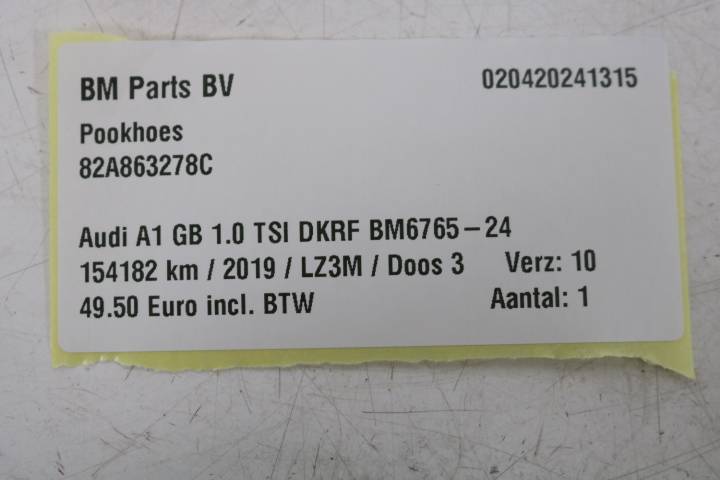 BM Parts BV 020420241315
Pookhoes
82A863278C
Audi A1 GB 1.0 TSI DKRF BM6765-24
154182 km / 2019 / LZ3M / Doos 3 Verz: 10
49.50 Euro incl. BTW Aantal: 1